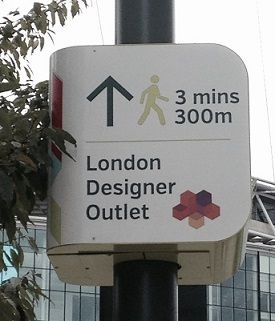 3 mins
300m
London
Designer
Outlet